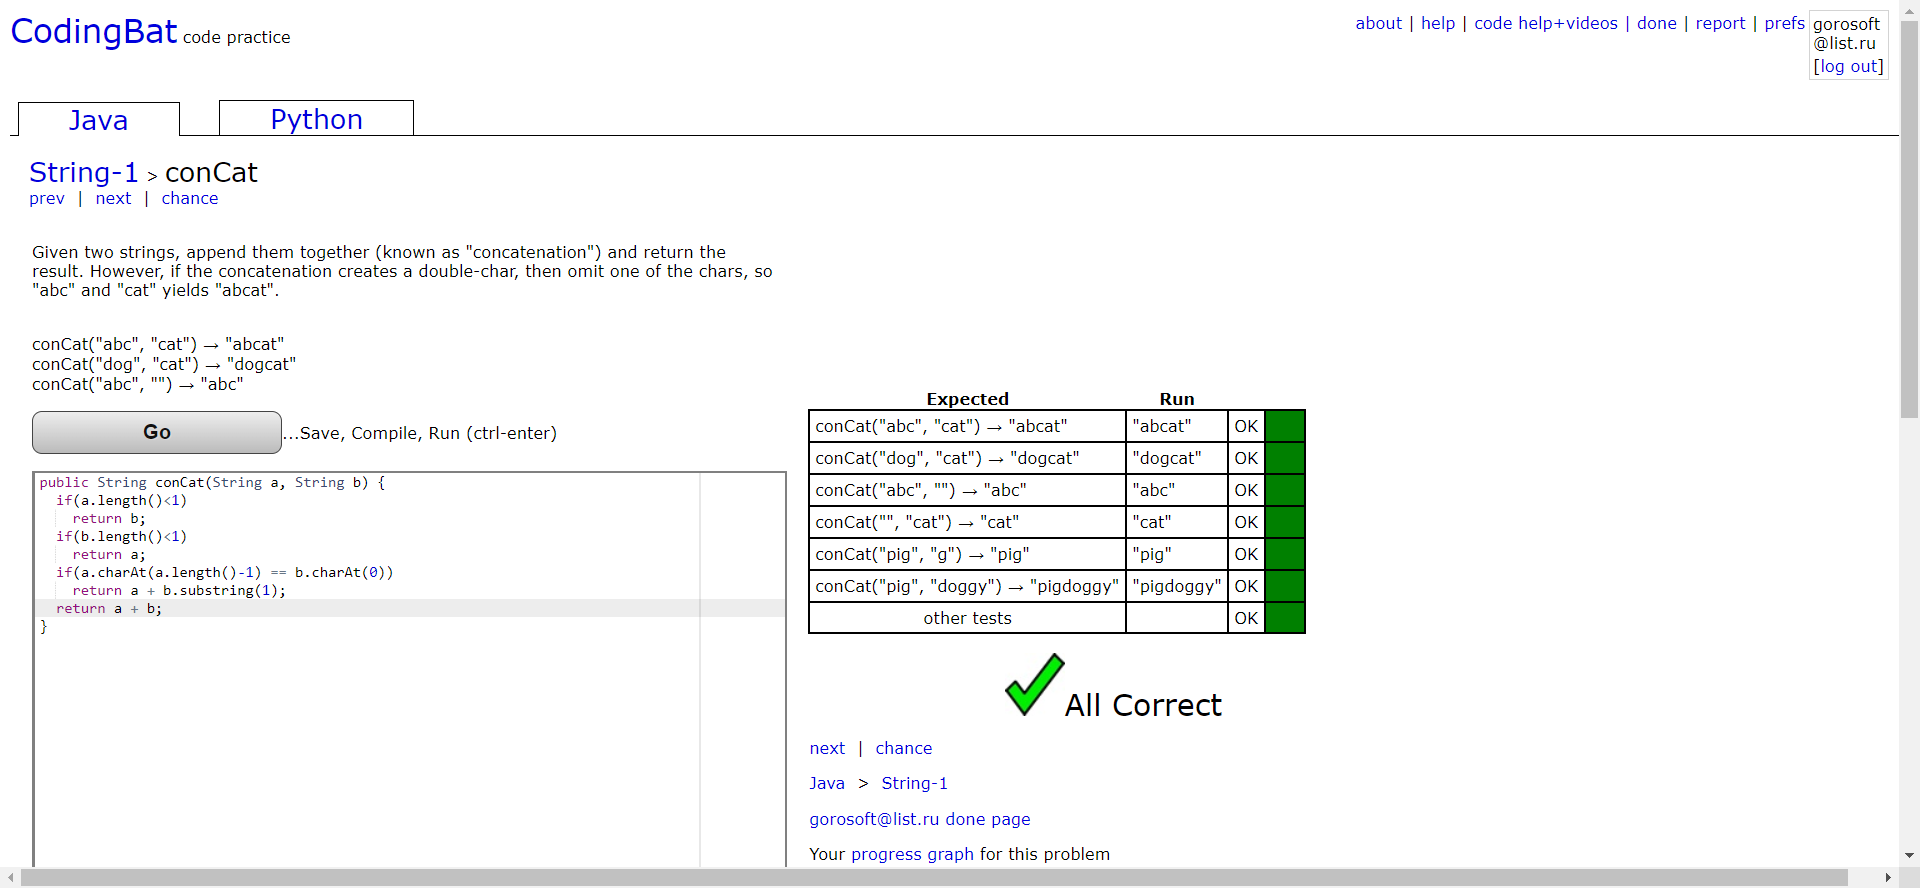 CodingBat code practice
about | help | code help+videos | done | report | prefs
gorosoft
@list.ru
[log out]
Java
Python
String-1 > conCat
prev | next | chance
Given two strings, append them together (known as "concatenation") and return the
result. However, if the concatenation creates a double-char, then omit one of the chars, so
"abc" and "cat" yields "abcat".
conCat("abc", "cat") → "abcat"
conCat("dog", "cat") → "dogcat"
conCat("abc", "") → "abc"
Go ...Save, Compile, Run (ctrl-enter)
public String conCat(String a, String b) {
  if(a.length()<1)
    return b;
  if(b.length()<1)
    return a;
  if(a.charAt(a.length()-1) == b.charAt(0))
    return a + b.substring(1);
  return a + b;
}
Expected Run
conCat("abc", "cat") → "abcat" "abcat" OK
conCat("dog", "cat") → "dogcat" "dogcat" OK
conCat("abc", "") → "abc" "abc" OK
conCat("", "cat") → "cat" "cat" OK
conCat("pig", "g") → "pig" "pig" OK
conCat("pig", "doggy") → "pigdoggy" "pigdoggy" OK
other tests OK
All Correct
next | chance
Java > String-1
gorosoft@list.ru done page
Your progress graph for this problem